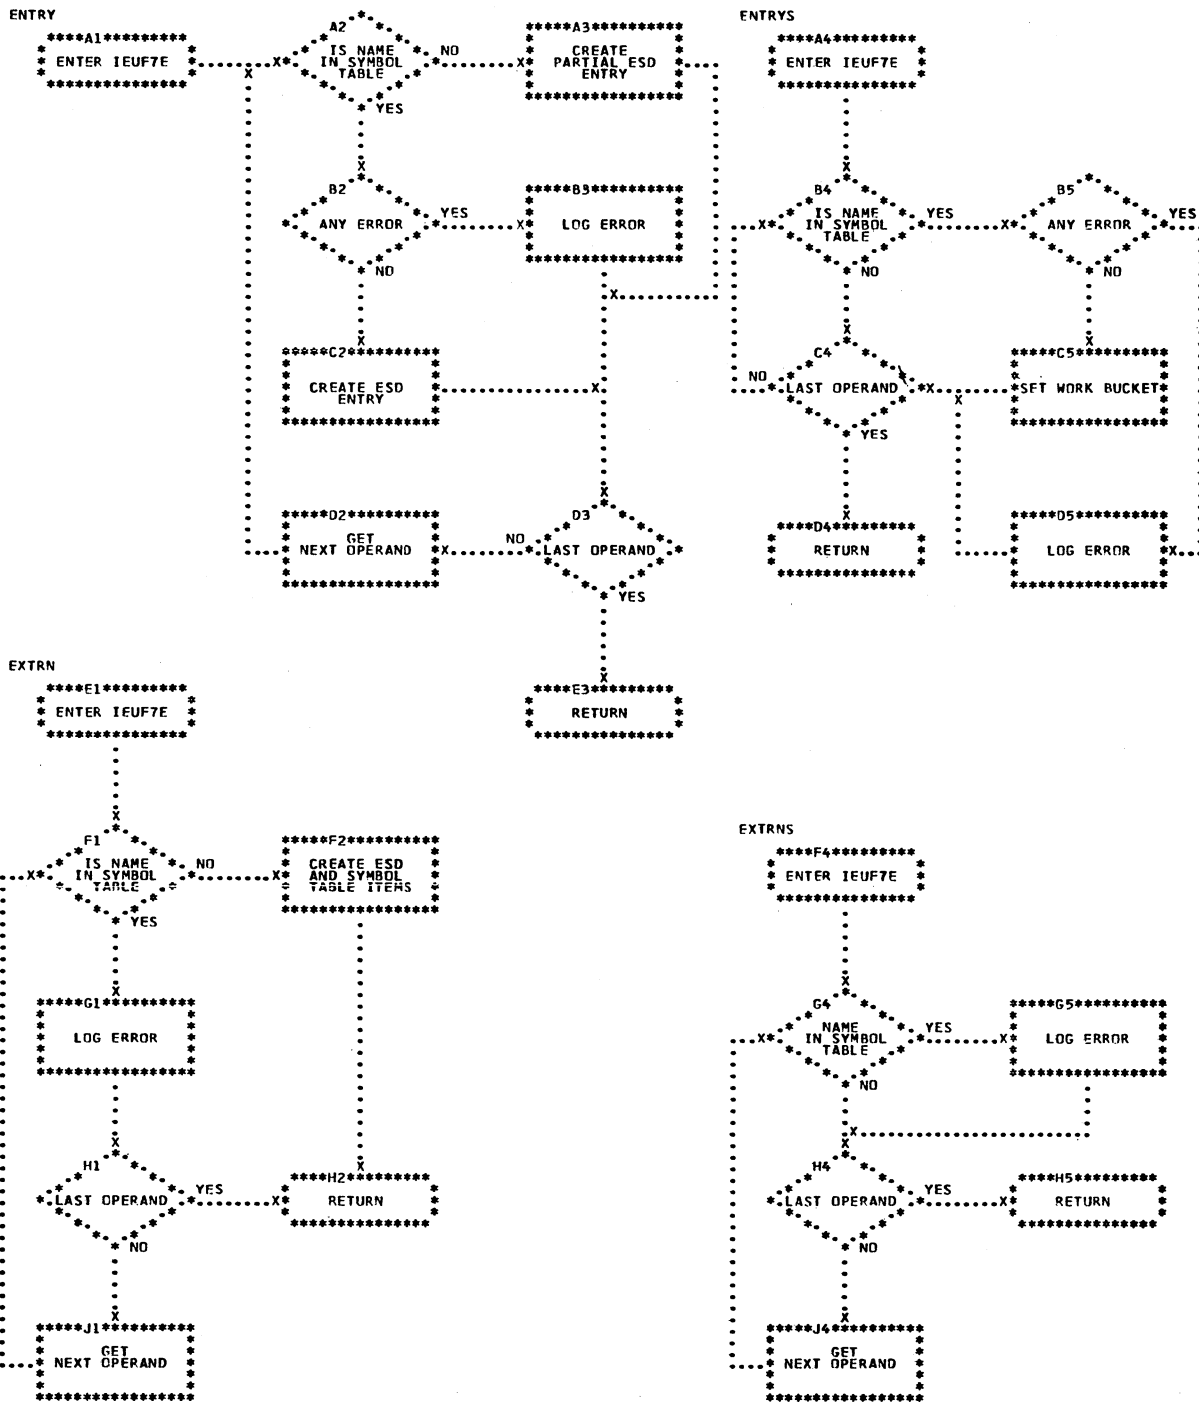 ENTRY
A1
ENTER IEUF7E
A2
IS NAME
IN SYMBOL
TABLE
NO
YES
A3
CREATE
PARTIAL ESD
ENTRY
B2
ANY ERROR
YES
NO
B3
LOG ERROR
C2
CREATE ESD
ENTRY
D2
GET
NEXT OPERAND
D3
NO
LAST OPERAND
YES
E3
RETURN
ENTRYS
A4
ENTER IEUF7E
B4
IS NAME
IN SYMBOL
TABLE
YES
NO
B5
ANY ERROR
YES
NO
C4
NO
LAST OPERAND
YES
C5
SET WORK BUCKET
D4
RETURN
D5
LOG ERROR
EXTRN
E1
ENTER IEUF7E
F1
IS NAME
IN SYMBOL
TABLE
NO
YES
F2
CREATE ESD
AND SYMBOL
TABLE ITEMS
G1
LOG ERROR
H1
LAST OPERAND
YES
NO
H2
RETURN
J1
GET
NEXT OPERAND
EXTRNS
F4
ENTER IEUF7E
G4
NAME
IN SYMBOL
TABLE
YES
NO
G5
LOG ERROR
H4
LAST OPERAND
YES
NO
H5
RETURN
J4
GET
NEXT OPERAND